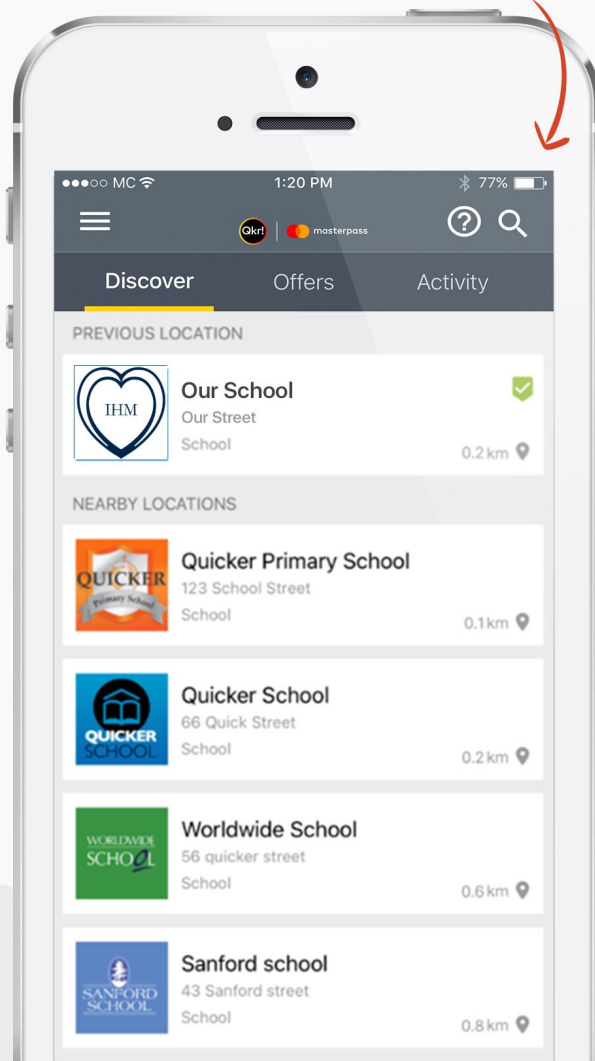 MC
1:20 PM
77%
Qkr!
masterpass
Discover
Offers
Activity
PREVIOUS LOCATION
IHM
Our School
Our Street
School
0.2 km
NEARBY LOCATIONS
QUICKER
Primary School
Quicker Primary School
123 School Street
School
0.1 km
QUICKER
SCHOOL
Quicker School
66 Quick Street
School
0.2 km
WORLDWIDE
SCHOOL
Worldwide School
56 quicker street
School
0.6 km
SANFORD
SCHOOL
Sanford school
43 Sanford street
School
0.8 km